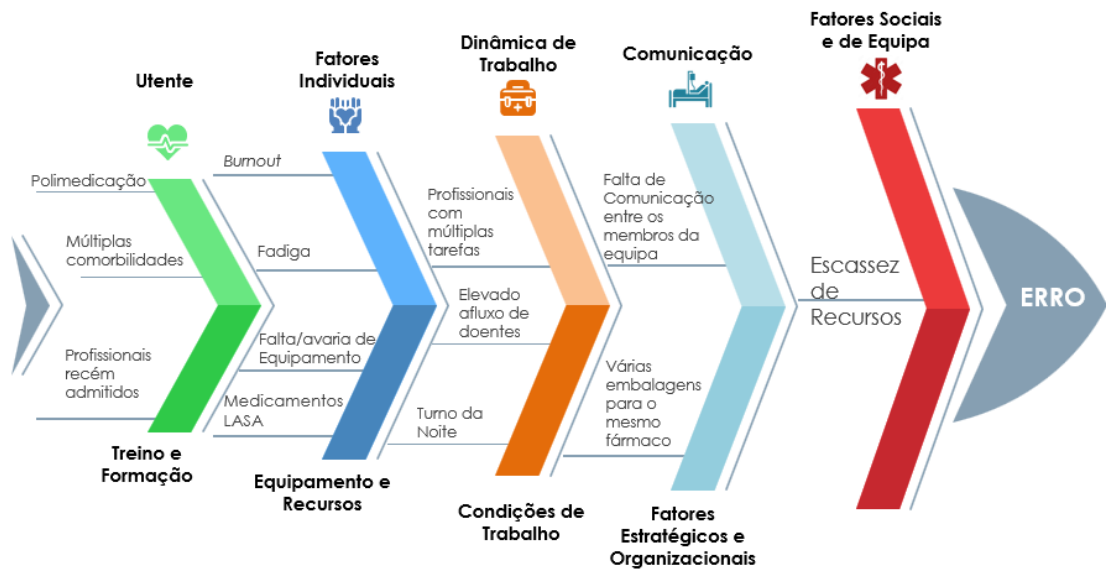 Utente
Fatores
Individuais
Dinâmica de
Trabalho
Comunicação
Fatores Sociais
e de Equipa
Polimedicação
Múltiplas
comorbilidades
Burnout
Fadiga
Profissionais
com
múltiplas
tarefas
Falta de
Comunicação
entre os
membros da
equipa
Escassez
de
Recursos
ERRO
Profissionais
recém
admitidos
Falta/avaria de
Equipamento
Medicamentos
LASA
Elevado
afluxo de
doentes
Turno da
Noite
Várias
embalagens
para o
mesmo
fármaco
Treino e
Formação
Equipamento e
Recursos
Condições de
Trabalho
Fatores
Estratégicos e
Organizacionais